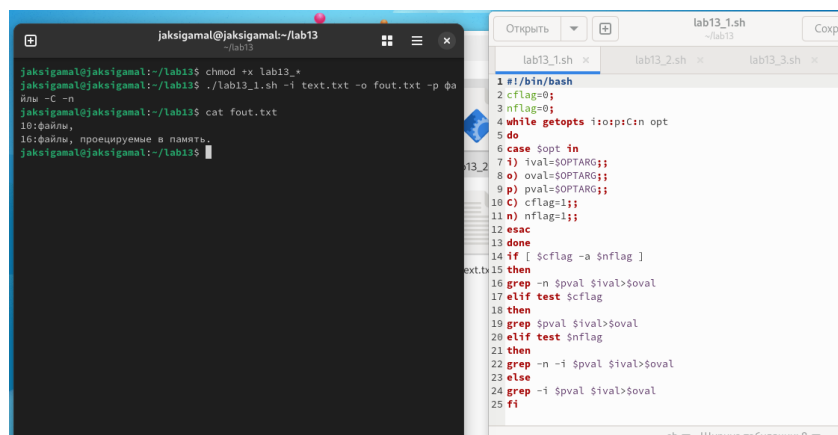 jaksigamal@jaksigamal:~/lab13
~/lab13
jaksigamal@jaksigamal:~/lab13$ chmod +x lab13_*
jaksigamal@jaksigamal:~/lab13$ ./lab13_1.sh -i text.txt -o fout.txt -p фа
йлы -C -n
jaksigamal@jaksigamal:~/lab13$ cat fout.txt
10:файлы,
16:файлы, проецируемые в память.
jaksigamal@jaksigamal:~/lab13$
Открыть
lab13_1.sh
~/lab13
Сохр
lab13_1.sh × lab13_2.sh × lab13_3.sh ×
1 #!/bin/bash
2 cflag=0;
3 nflag=0;
4 while getopts i:o:p:C:n opt
5 do
6 case $opt in
7 i) ival=$OPTARG;;
8 o) oval=$OPTARG;;
9 p) pval=$OPTARG;;
10 C) cflag=1;;
11 n) nflag=1;;
12 esac
13 done
14 if [ $cflag -a $nflag ]
15 then
16 grep -n $pval $ival>$oval
17 elif test $cflag
18 then
19 grep $pval $ival>$oval
20 elif test $nflag
21 then
22 grep -n -i $pval $ival>$oval
23 else
24 grep -i $pval $ival>$oval
25 fi